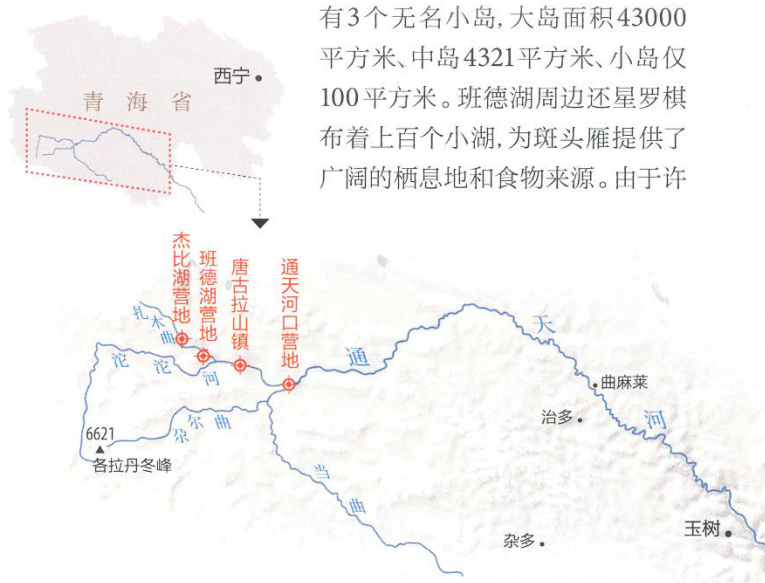 有3个无名小岛，大岛面积43000
平方米、中岛4321平方米、小岛仅
100平方米。班德湖周边还星罗棋
布着上百个小湖，为斑头雁提供了
广阔的栖息地和食物来源。由于许
西宁
青海省
杰比湖营地
班德湖营地
唐古拉山镇
通天河口营地
扎木曲
沱沱河
通天河
曲麻莱
治多
尕尔曲
6621
各拉丹冬峰
当曲
杂多
玉树